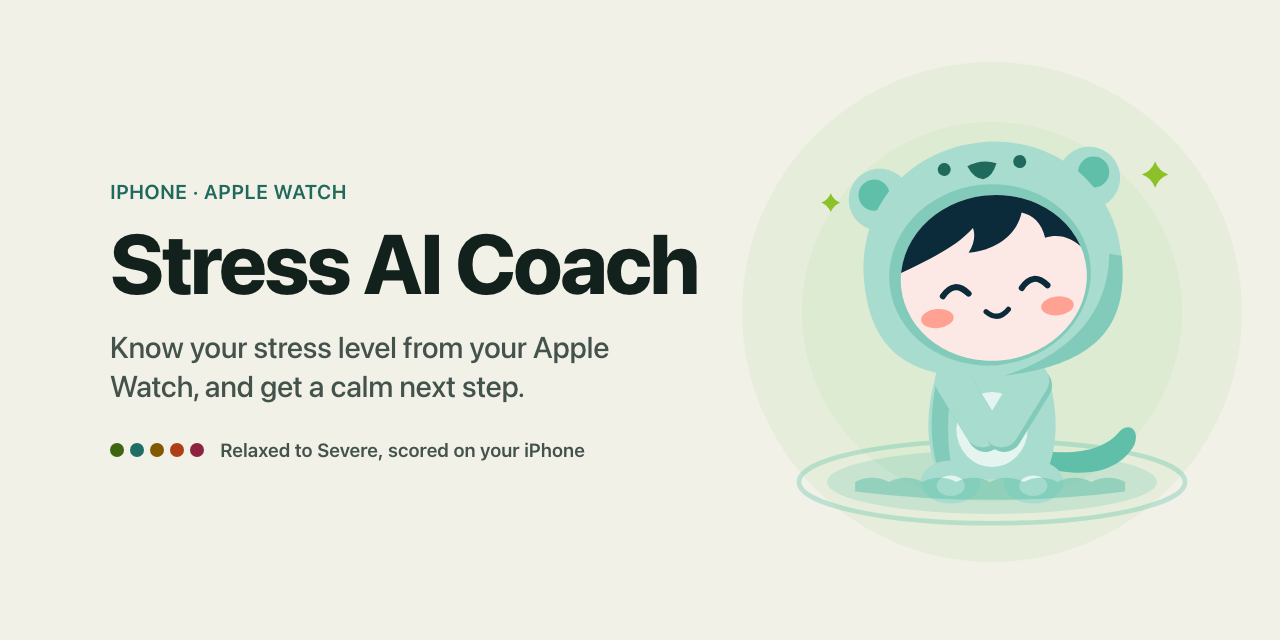 IPHONE · APPLE WATCH
Stress AI Coach
Know your stress level from your Apple
Watch, and get a calm next step.
Relaxed to Severe, scored on your iPhone